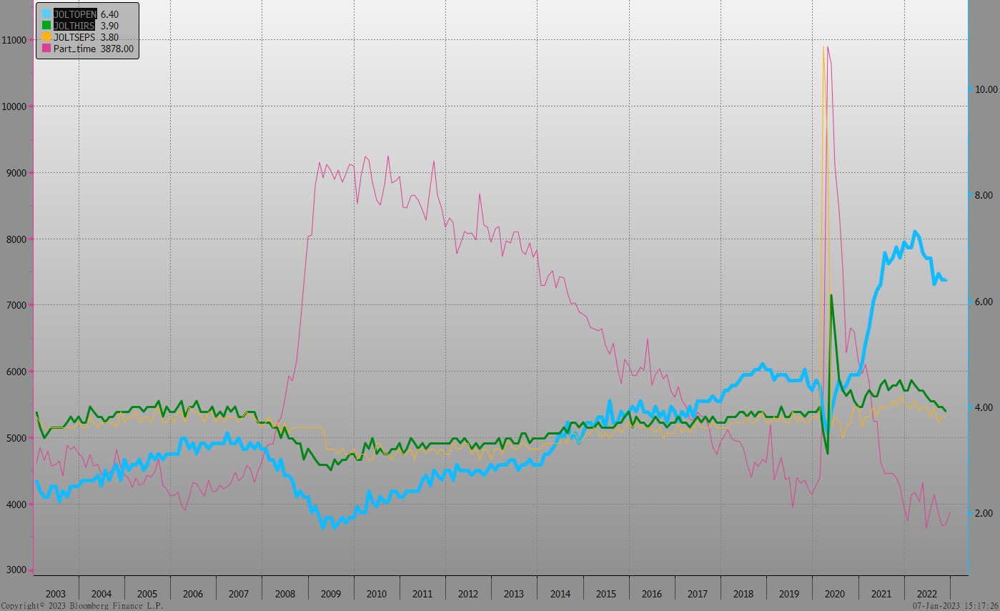 JOLTOPEN 6.40
JOLTHIRS 3.90
JOLTSEPS 3.80
Part_time 3878.00
11000
10000
9000
8000
7000
6000
5000
4000
3000
10.00
8.00
6.00
4.00
2.00
2003 2004 2005 2006 2007 2008 2009 2010 2011 2012 2013 2014 2015 2016 2017 2018 2019 2020 2021 2022
Copyright© 2023 Bloomberg Finance L.P. 07-Jan-2023 15:17:26